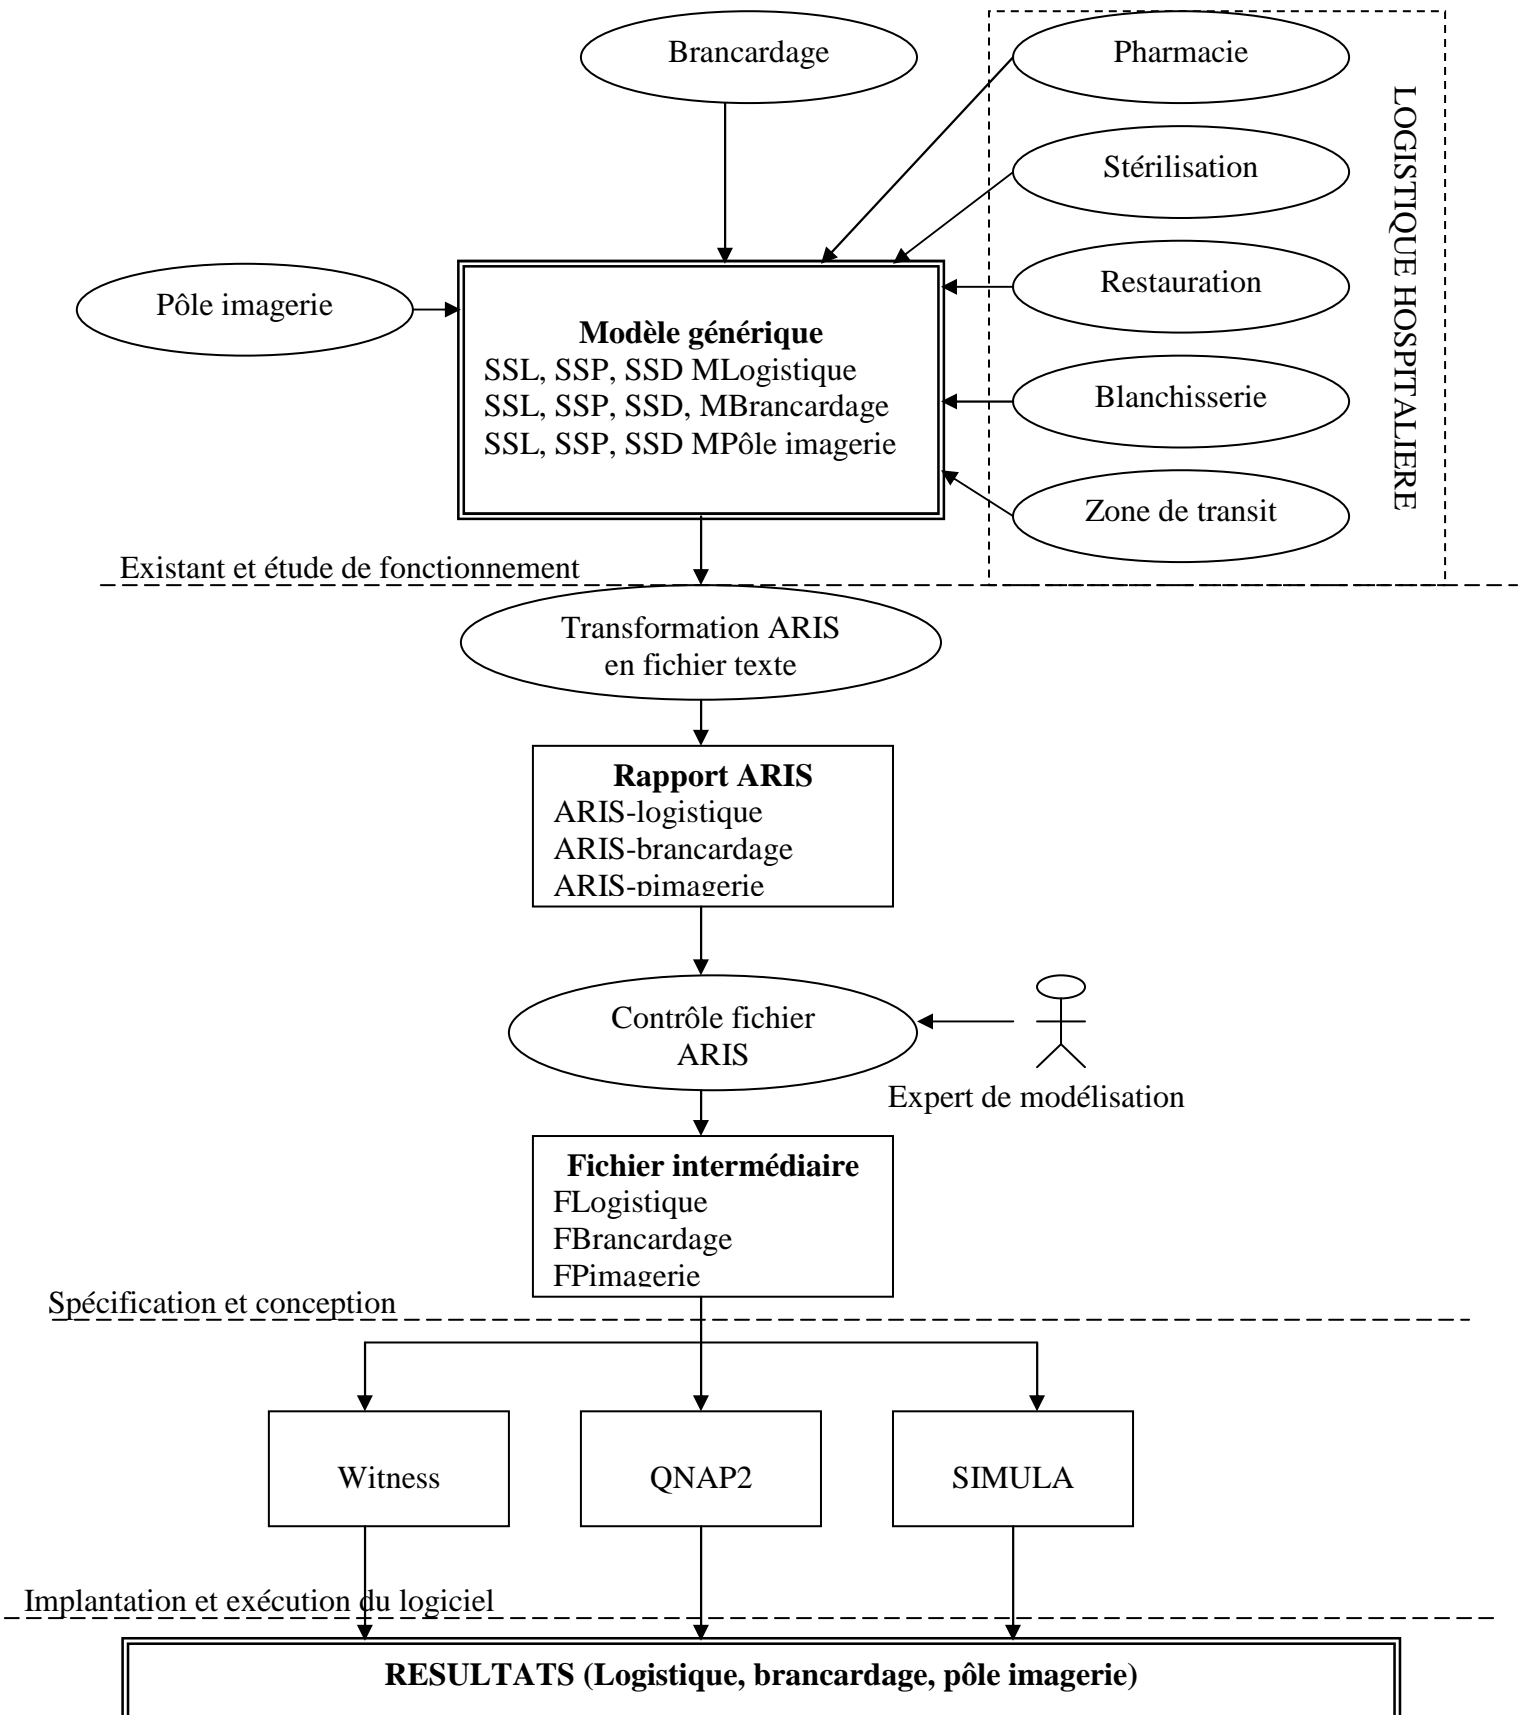 Brancardage
Pharmacie
Stérilisation
Restauration
Blanchisserie
Zone de transit
LOGISTIQUE HOSPITALIERE
Pôle imagerie
Modèle générique
SSL, SSP, SSD MLogistique
SSL, SSP, SSD, MBrancardage
SSL, SSP, SSD MPôle imagerie
Existant et étude de fonctionnement
Transformation ARIS
en fichier texte
Rapport ARIS
ARIS-logistique
ARIS-brancardage
ARIS-pimagerie
Contrôle fichier
ARIS
Expert de modélisation
Fichier intermédiaire
FLogistique
FBrancardage
FPimagerie
Spécification et conception
Witness
QNAP2
SIMULA
Implantation et exécution du logiciel
RESULTATS (Logistique, brancardage, pôle imagerie)